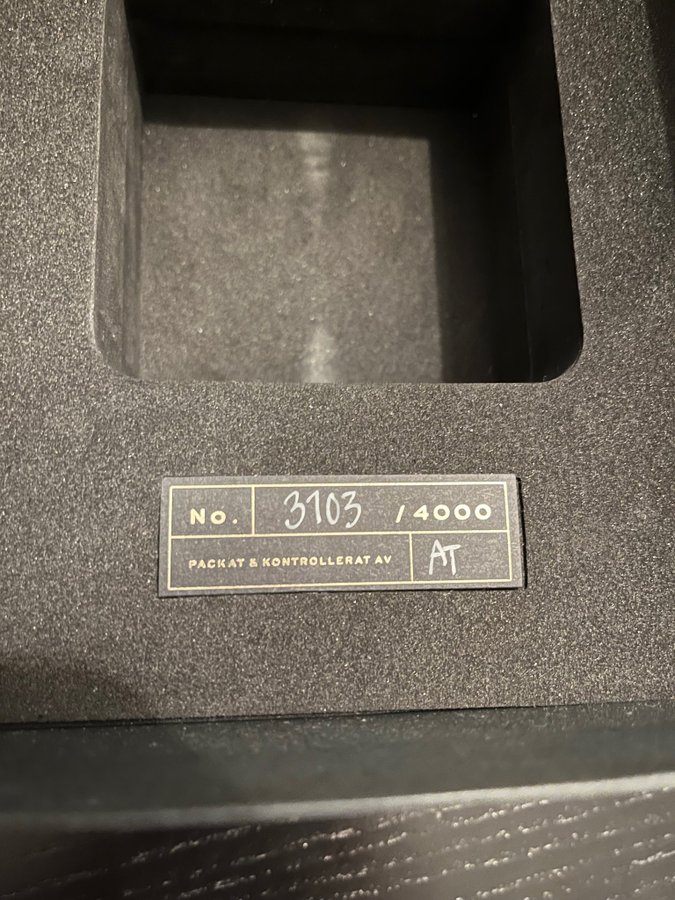 No. 3103 /4000
PACKAT & KONTROLLERAT AV AT